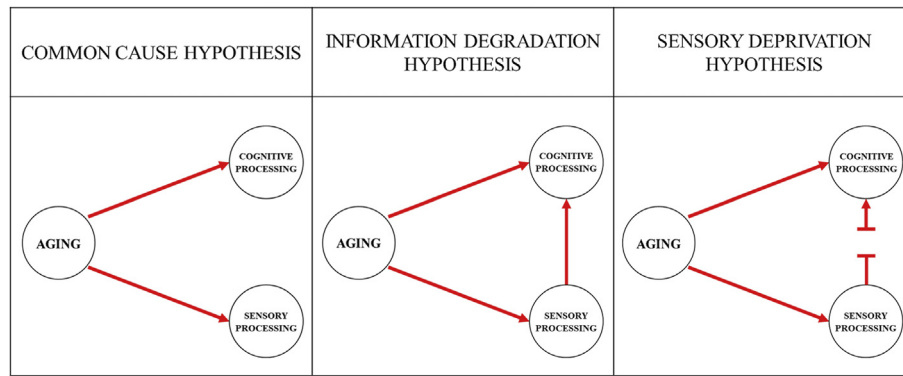 COMMON CAUSE HYPOTHESIS
INFORMATION DEGRADATION
HYPOTHESIS
SENSORY DEPRIVATION
HYPOTHESIS
COGNITIVE
PROCESSING
AGING
SENSORY
PROCESSING
COGNITIVE
PROCESSING
AGING
SENSORY
PROCESSING
COGNITIVE
PROCESSING
AGING
SENSORY
PROCESSING